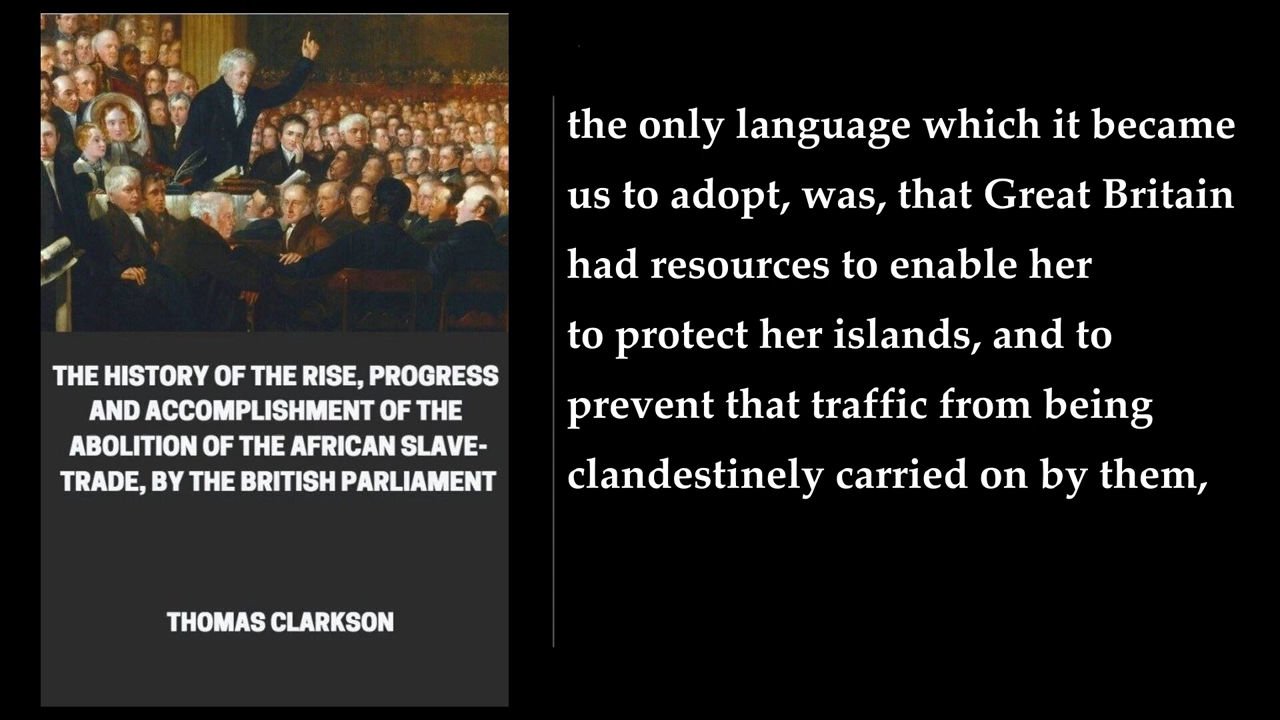 THE HISTORY OF THE RISE, PROGRESS
AND ACCOMPLISHMENT OF THE
ABOLITION OF THE AFRICAN SLAVE-
TRADE, BY THE BRITISH PARLIAMENT
THOMAS CLARKSON
the only language which it became
us to adopt, was, that Great Britain
had resources to enable her
to protect her islands, and to
prevent that traffic from being
clandestinely carried on by them,